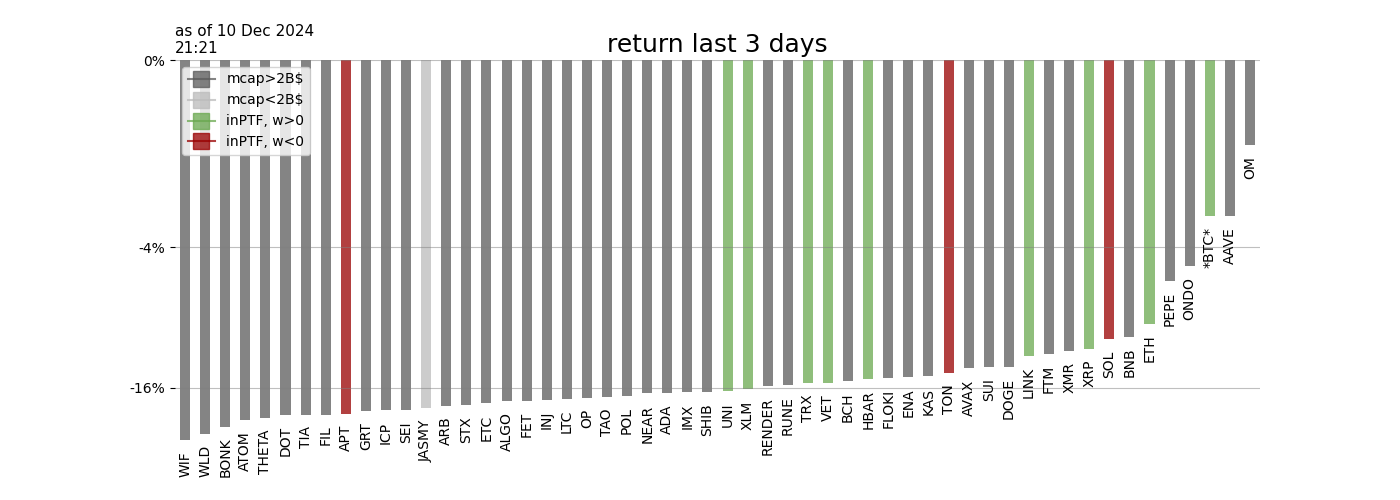 as of 10 Dec 2024
21:21
return last 3 days
0%
-4%
-16%
mcap>2B$
mcap<2B$
inPTF, w>0
inPTF, w<0
WIF
WLD
BONK
ATOM
THETA
DOT
TIA
FIL
APT
GRT
ICP
SEI
JASMY
ARB
STX
ETC
ALGO
FET
INJ
LTC
OP
TAO
POL
NEAR
ADA
IMX
SHIB
UNI
XLM
RENDER
RUNE
TRX
VET
BCH
HBAR
FLOKI
ENA
KAS
TON
AVAX
SUI
DOGE
LINK
FTM
XMR
XRP
SOL
BNB
ETH
PEPE
ONDO
*BTC*
AAVE
OM